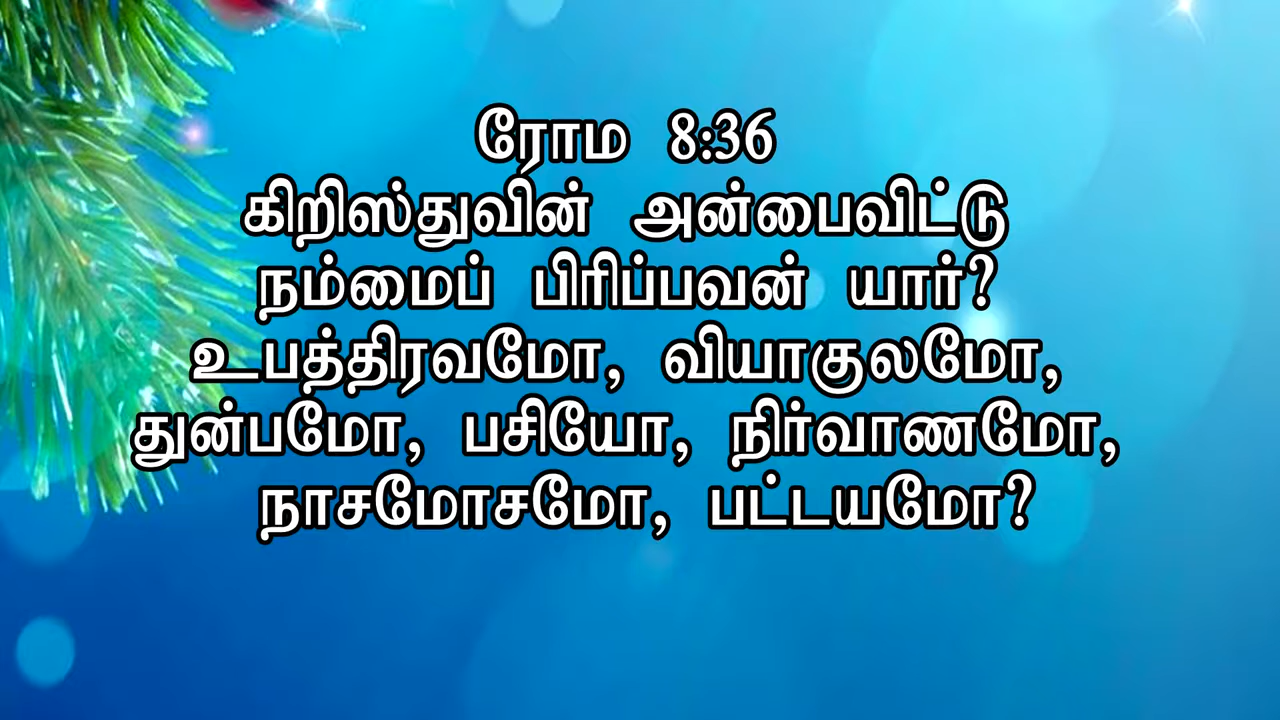 ரோம 8:36
கிறிஸ்துவின் அன்பைவிட்டு
நம்மைப் பிரிப்பவன் யார்?
உபத்திரவமோ, வியாகுலமோ,
துன்பமோ, பசியோ, நிர்வாணமோ,
நாசமோசமோ, பட்டயமோ?